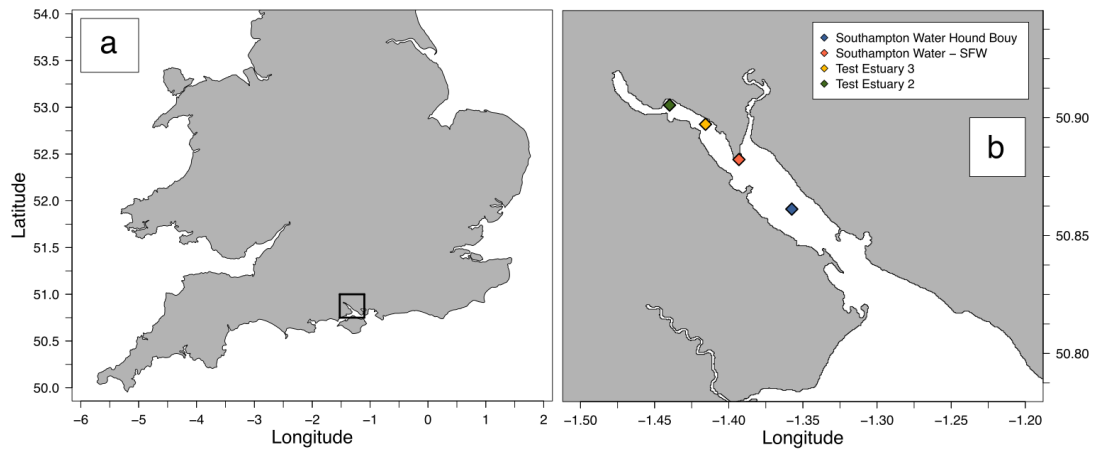 a
54.0
53.5
53.0
52.5
52.0
51.5
51.0
50.5
50.0
Latitude
−6 −5 −4 −3 −2 −1 0 1 2
Longitude
Southampton Water Hound Bouy
Southampton Water – SFW
Test Estuary 3
Test Estuary 2
b
50.90
50.85
50.80
−1.50 −1.45 −1.40 −1.35 −1.30 −1.25 −1.20
Longitude